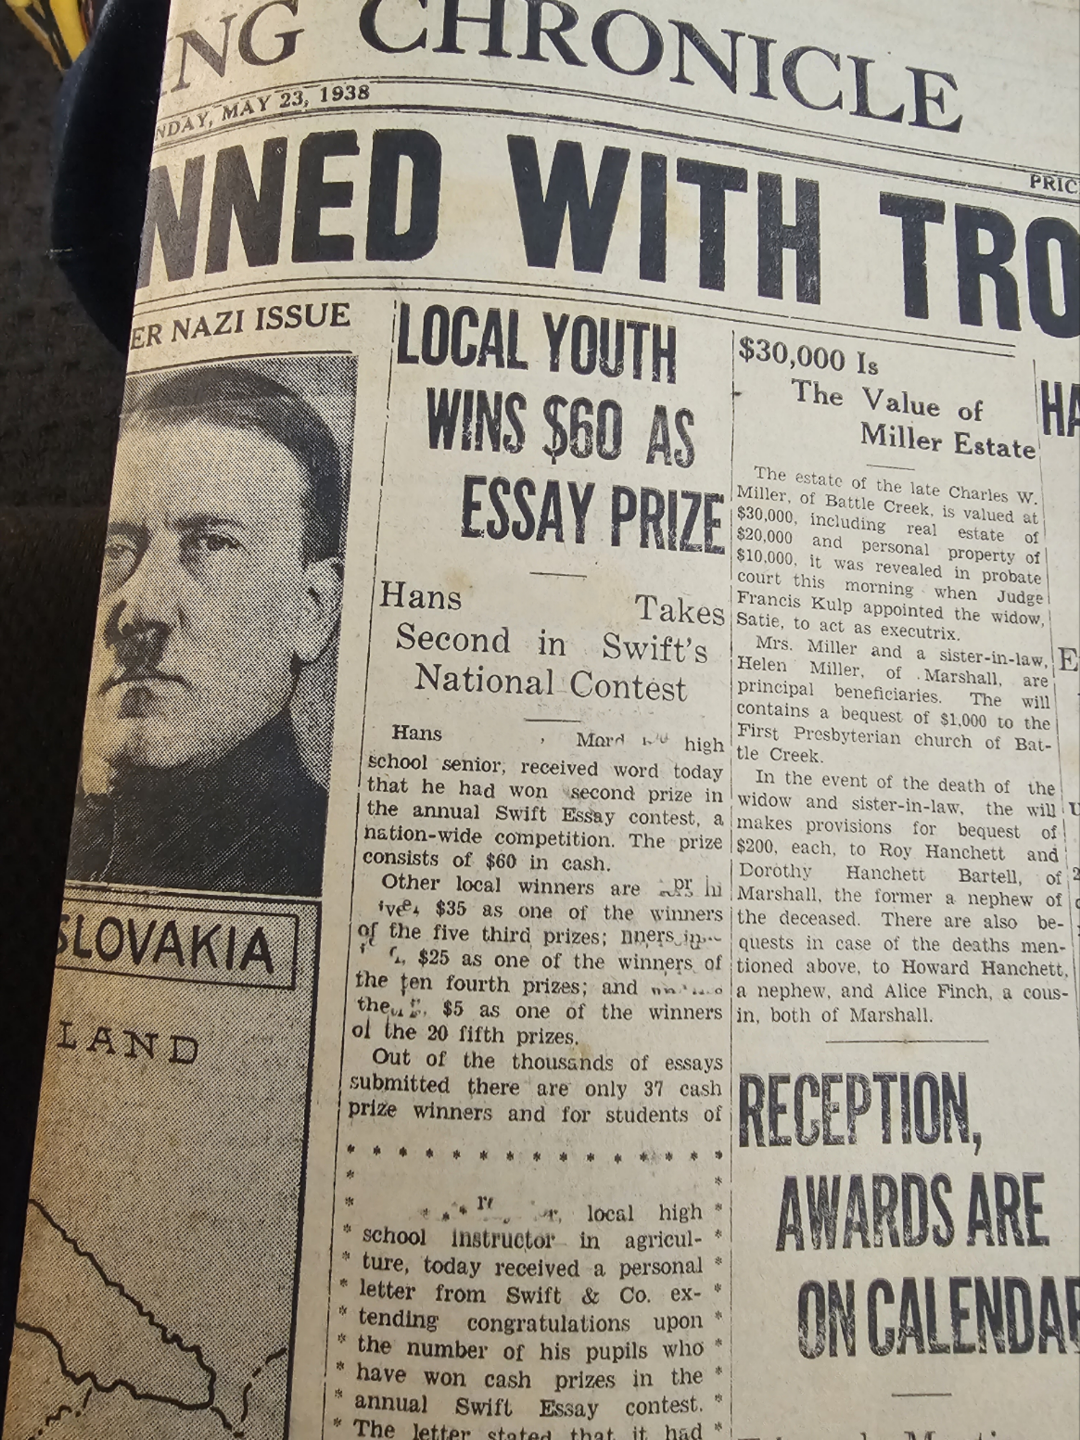 NG CHRONICLE
NDAY, MAY 23, 1938
PRIC
NNED WITH TRO
ER NAZI ISSUE
SLOVAKIA
LAND
LOCAL YOUTH
WINS $60 AS
ESSAY PRIZE
Hans Takes
Second in Swift's
National Contest
Hans , high
school senior, received word today
that he had won second prize in
the annual Swift Essay contest, a
nation-wide competition. The prize
consists of $60 in cash.
Other local winners are
$35 as one of the winners
of the five third prizes;
$25 as one of the winners of
the ten fourth prizes; and
$5 as one of the winners
of the 20 fifth prizes.
Out of the thousands of essays
submitted there are only 37 cash
prize winners and for students of
* * * * * * * * * * * * * * *
local high
school instructor in agricul-
ture, today received a personal
letter from Swift & Co. ex-
tending congratulations upon
the number of his pupils who
have won cash prizes in the
annual Swift Essay contest.
The letter stated that it had
$30,000 Is
The Value of
Miller Estate
The estate of the late Charles W.
Miller, of Battle Creek, is valued at
$30,000, including real estate of
$20,000 and personal property of
$10,000, it was revealed in probate
court this morning when Judge
Francis Kulp appointed the widow,
Satie, to act as executrix.
Mrs. Miller and a sister-in-law,
Helen Miller, of Marshall, are
principal beneficiaries. The will
contains a bequest of $1,000 to the
First Presbyterian church of Bat-
tle Creek.
In the event of the death of the
widow and sister-in-law, the will
makes provisions for bequest of
$200, each, to Roy Hanchett and
Dorothy Hanchett Bartell, of
Marshall, the former a nephew of
the deceased. There are also be-
quests in case of the deaths men-
tioned above, to Howard Hanchett,
a nephew, and Alice Finch, a cous-
in, both of Marshall.
RECEPTION,
AWARDS ARE
ON CALENDAR
HA
E